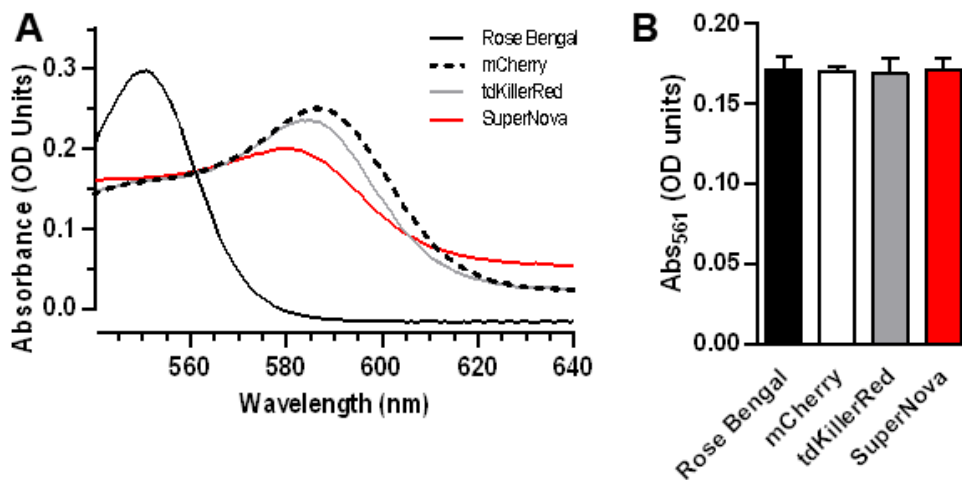 A
Absorbance (OD Units)
0.3
0.2
0.1
0.0
560
580
600
620
640
Wavelength (nm)
Rose Bengal
mCherry
tdKillerRed
SuperNova
B
Abs561 (OD units)
0.20
0.15
0.10
0.05
0.00
Rose Bengal
mCherry
tdKillerRed
SuperNova